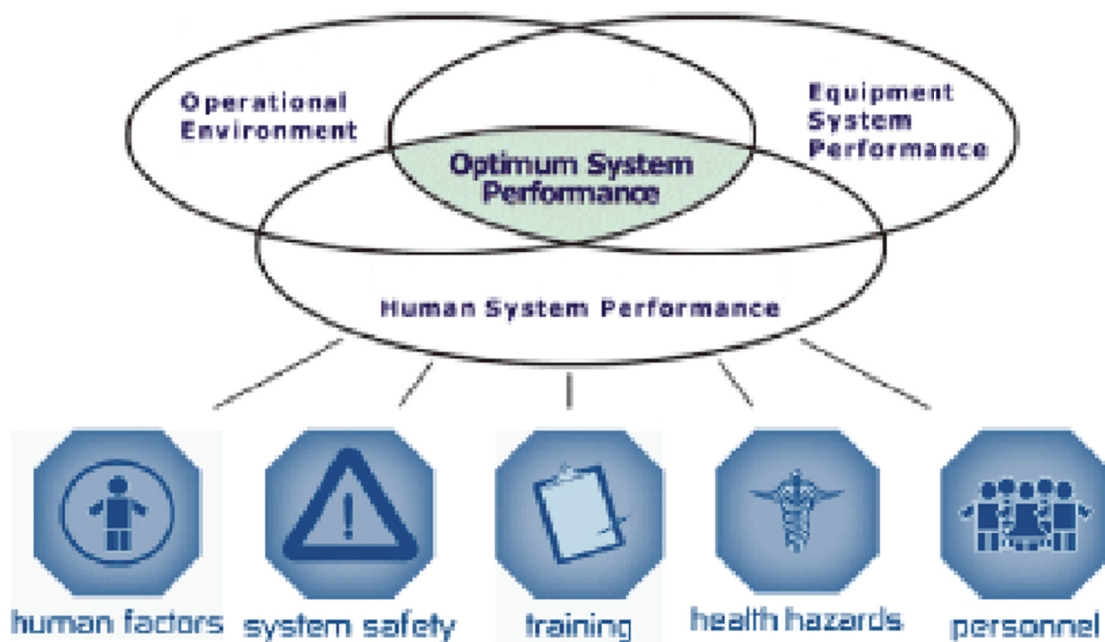 Operational
Environment
Equipment
System
Performance
Optimum System
Performance
Human System Performance
human factors
system safety
training
health hazards
personnel